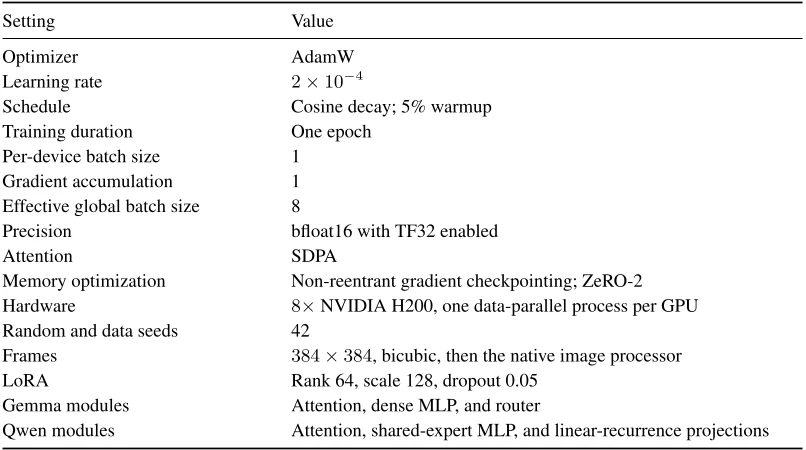 Setting Value
Optimizer AdamW
Learning rate 2 × 10⁻⁴
Schedule Cosine decay; 5% warmup
Training duration One epoch
Per-device batch size 1
Gradient accumulation 1
Effective global batch size 8
Precision bfloat16 with TF32 enabled
Attention SDPA
Memory optimization Non-reentrant gradient checkpointing; ZeRO-2
Hardware 8× NVIDIA H200, one data-parallel process per GPU
Random and data seeds 42
Frames 384 × 384, bicubic, then the native image processor
LoRA Rank 64, scale 128, dropout 0.05
Gemma modules Attention, dense MLP, and router
Qwen modules Attention, shared-expert MLP, and linear-recurrence projections